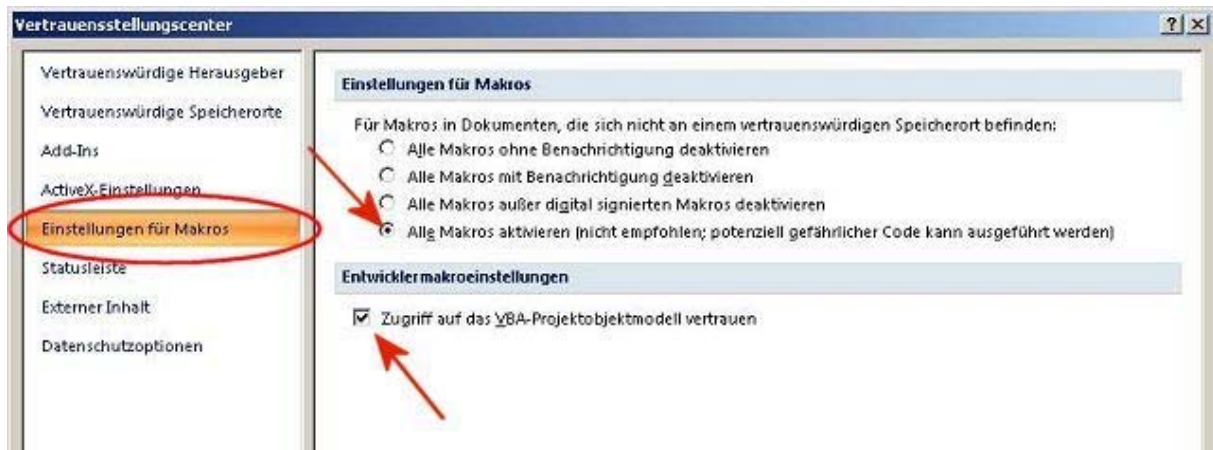 Vertrauensstellungscenter
Vertrauenswürdige Herausgeber
Vertrauenswürdige Speicherorte
Add-Ins
ActiveX-Einstellungen
Einstellungen für Makros
Statusleiste
Externer Inhalt
Datenschutzoptionen
Einstellungen für Makros
Für Makros in Dokumenten, die sich nicht an einem vertrauenswürdigen Speicherort befinden:
Alle Makros ohne Benachrichtigung deaktivieren
Alle Makros mit Benachrichtigung deaktivieren
Alle Makros außer digital signierten Makros deaktivieren
Alle Makros aktivieren (nicht empfohlen; potenziell gefährlicher Code kann ausgeführt werden)
Entwicklermakroeinstellungen
Zugriff auf das VBA-Projektobjektmodell vertrauen